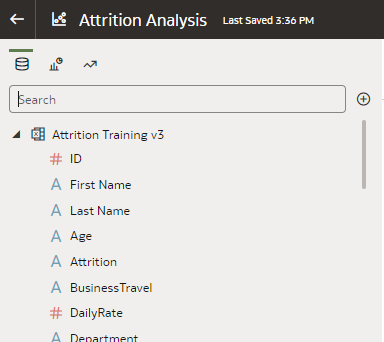 Attrition Analysis Last Saved 3:36 PM
Search
Attrition Training v3
# ID
A First Name
A Last Name
A Age
A Attrition
A BusinessTravel
# DailyRate
A Department